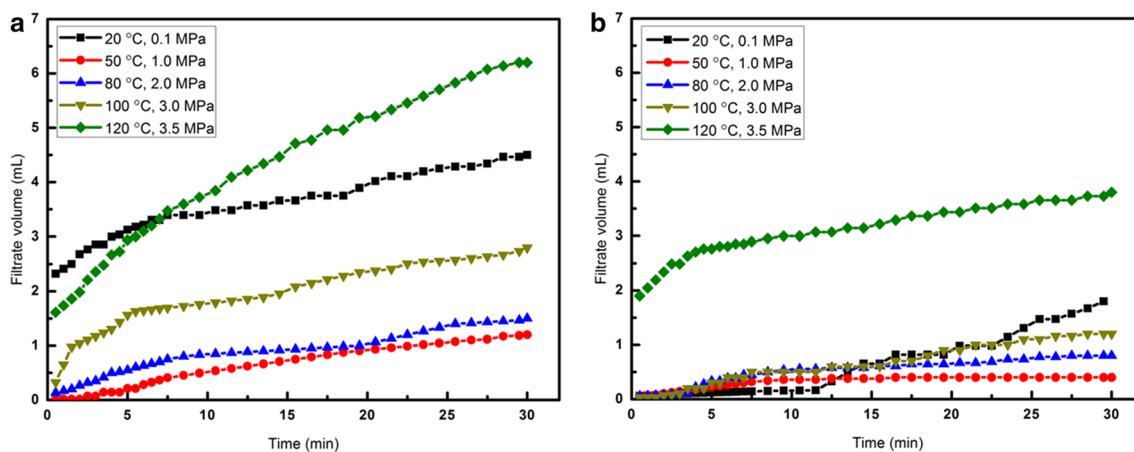 a
7
6
5
4
3
2
1
0
Filtrate volume (mL)
20 °C, 0.1 MPa
50 °C, 1.0 MPa
80 °C, 2.0 MPa
100 °C, 3.0 MPa
120 °C, 3.5 MPa
0 5 10 15 20 25 30
Time (min)
b
7
6
5
4
3
2
1
0
Filtrate volume (mL)
20 °C, 0.1 MPa
50 °C, 1.0 MPa
80 °C, 2.0 MPa
100 °C, 3.0 MPa
120 °C, 3.5 MPa
0 5 10 15 20 25 30
Time (min)